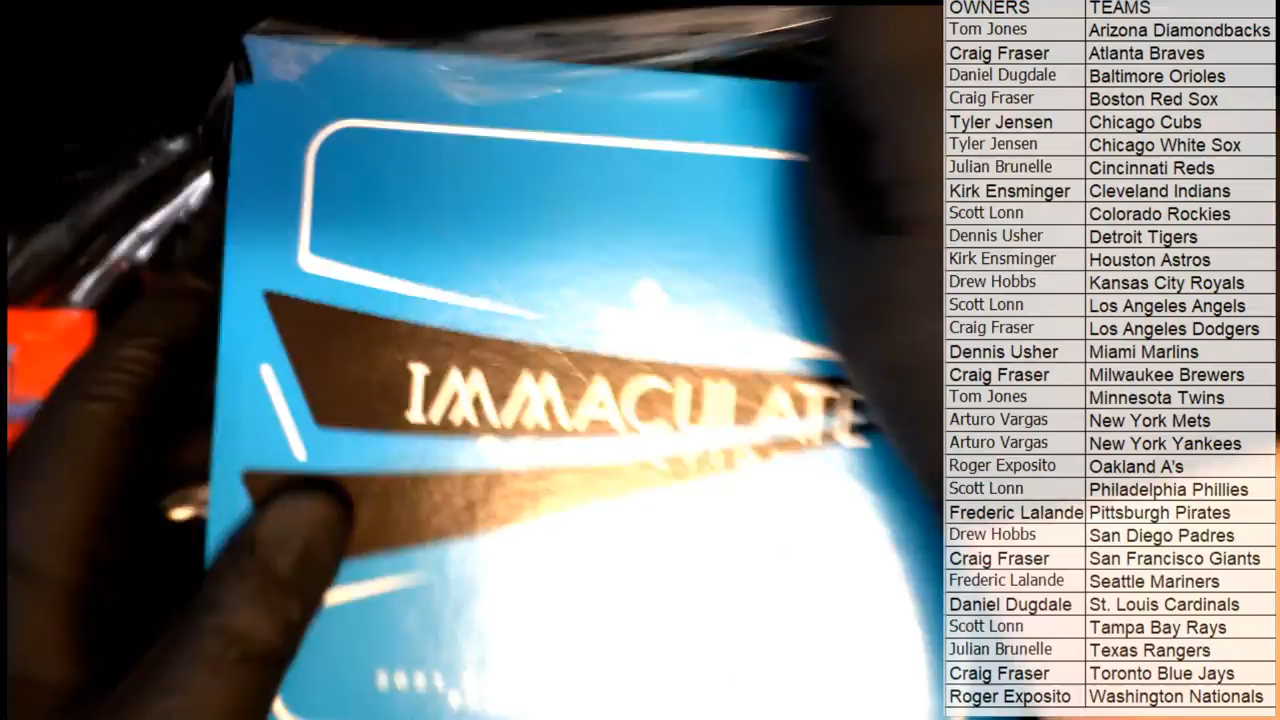 IMMACULATE
OWNERS TEAMS
Tom Jones Arizona Diamondbacks
Craig Fraser Atlanta Braves
Daniel Dugdale Baltimore Orioles
Craig Fraser Boston Red Sox
Tyler Jensen Chicago Cubs
Tyler Jensen Chicago White Sox
Julian Brunelle Cincinnati Reds
Kirk Ensminger Cleveland Indians
Scott Lonn Colorado Rockies
Dennis Usher Detroit Tigers
Kirk Ensminger Houston Astros
Drew Hobbs Kansas City Royals
Scott Lonn Los Angeles Angels
Craig Fraser Los Angeles Dodgers
Dennis Usher Miami Marlins
Craig Fraser Milwaukee Brewers
Tom Jones Minnesota Twins
Arturo Vargas New York Mets
Arturo Vargas New York Yankees
Roger Exposito Oakland A's
Scott Lonn Philadelphia Phillies
Frederic Lalande Pittsburgh Pirates
Drew Hobbs San Diego Padres
Craig Fraser San Francisco Giants
Frederic Lalande Seattle Mariners
Daniel Dugdale St. Louis Cardinals
Scott Lonn Tampa Bay Rays
Julian Brunelle Texas Rangers
Craig Fraser Toronto Blue Jays
Roger Exposito Washington Nationals